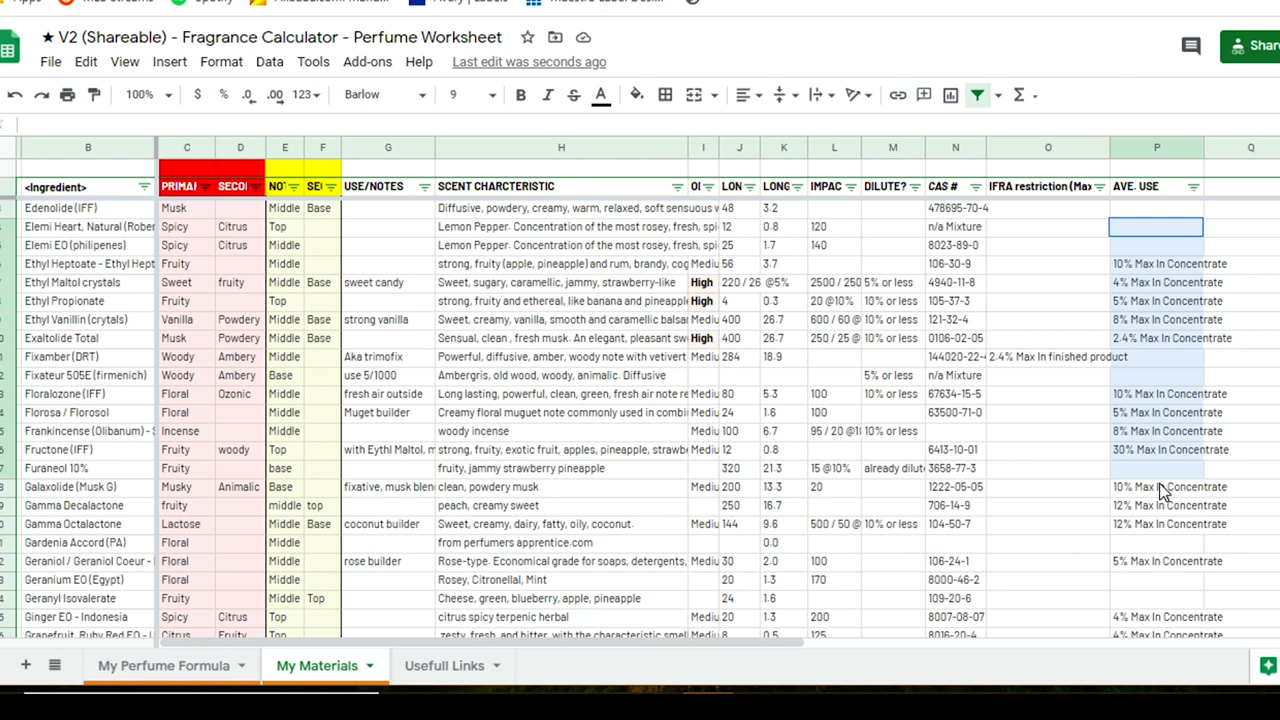 ★ V2 (Shareable) - Fragrance Calculator - Perfume Worksheet
File Edit View Insert Format Data Tools Add-ons Help Last edit was seconds ago
Share
100% $ % .0 .00 123 Barlow 9 B I S A
B C D E F G H I J K L M N O P Q
<Ingredient> PRIMA SECO NOT SE USE/NOTES SCENT CHARCTERISTIC OI LON LONG IMPAC DILUTE? CAS # IFRA restriction (Max AVE. USE
Edenolide (IFF) Musk Middle Base Diffusive, powdery, creamy, warm, relaxed, soft sensuous w 48 3.2 478695-70-4
Elemi Heart, Natural (Rober Spicy Citrus Top Lemon Pepper. Concentration of the most rosey, fresh, spi 12 0.8 120 n/a Mixture
Elemi EO (philipenes) Spicy Citrus Middle Lemon Pepper. Concentration of the most rosey, fresh, spi 25 1.7 140 8023-89-0
Ethyl Heptoate - Ethyl Hept Fruity Middle strong, fruity (apple, pineapple) and rum, brandy, cog Mediu 56 3.7 106-30-9 10% Max In Concentrate
Ethyl Maltol crystals Sweet fruity Middle Base sweet candy Sweet, sugary, caramellic, jammy, strawberry-like High 220 / 26 @5% 2500 / 250 5% or less 4940-11-8 4% Max In Concentrate
Ethyl Propionate Fruity Top strong, fruity and ethereal, like banana and pineapple High 4 0.3 20 @10% 10% or less 105-37-3 5% Max In Concentrate
Ethyl Vanillin (crytals) Vanilla Powdery Middle Base strong vanilla Sweet, creamy, vanilla, smooth and caramellic balsa Mediu 400 26.7 600 / 60 @ 10% or less 121-32-4 8% Max In Concentrate
Exaltolide Total Musk Powdery Middle Base Sensual, clean , fresh musk. An elegant, pleasant sw High 400 26.7 250 / 25 @ 10% or less 0106-02-05 2.4% Max In Concentrate
Fixamber (DRT) Woody Ambery Middle Aka trimofix Powerful, diffusive, amber, woody note with vetivert Mediu 284 18.9 144020-22- 2.4% Max In finished product
Fixateur 505E (firmenich) Woody Ambery Base use 5/1000 Ambergris, old wood, woody, animalic. Diffusive 5% or less n/a Mixture
Floralozone (IFF) Floral Ozonic Middle fresh air outside Long lasting, powerful, clean, green, fresh air note re Mediu 80 5.3 100 10% or less 67634-15-5 10% Max In Concentrate
Florosa / Florosol Floral Middle Muget builder Creamy floral muguet note commonly used in combi Mediu 24 1.6 100 63500-71-0 5% Max In Concentrate
Frankincense (Olibanum) - S Incense Middle woody incense Mediu 100 6.7 95 / 20 @10 10% or less 8% Max In Concentrate
Fructone (IFF) Fruity woody Top with Eythl Maltol, m strong, fruity, exotic fruit, apples, pineapple, strawbe Mediu 12 0.8 6413-10-01 30% Max In Concentrate
Furaneol 10% Fruity base fruity, jammy strawberry pineapple 320 21.3 15 @10% already dilute 3658-77-3
Galaxolide (Musk G) Musky Animalic Base fixative, musk blen clean, powdery musk Mediu 200 13.3 20 1222-05-05 10% Max In Concentrate
Gamma Decalactone fruity middle top peach, creamy sweet 250 16.7 706-14-9 12% Max In Concentrate
Gamma Octalactone Lactose Middle Base coconut builder Sweet, creamy, dairy, fatty, oily, coconut. Mediu 144 9.6 500 / 50 @ 10% or less 104-50-7 12% Max In Concentrate
Gardenia Accord (PA) Floral Middle from perfumers apprentice.com 0.0
Geraniol / Geraniol Coeur - Floral Middle rose builder Rose-type. Economical grade for soaps, detergents, Mediu 30 2.0 100 106-24-1 5% Max In Concentrate
Geranium EO (Egypt) Floral Middle Rosey, Citronellal, Mint 20 1.3 170 8000-46-2
Geranyl Isovalerate Fruity Middle Top Cheese, green, blueberry, apple, pineapple 24 1.6 109-20-6
Ginger EO - Indonesia Spicy Citrus Top citrus spicy terpenic herbal Mediu 20 1.3 200 8007-08-07 4% Max In Concentrate
Grapefruit, Ruby Red EO - Citrus Fruity Top zesty, fresh, and bitter, with the characteristic smell Mediu 8 0.5 125 8016-20-4 4% Max In Concentrate
My Perfume Formula My Materials Usefull Links